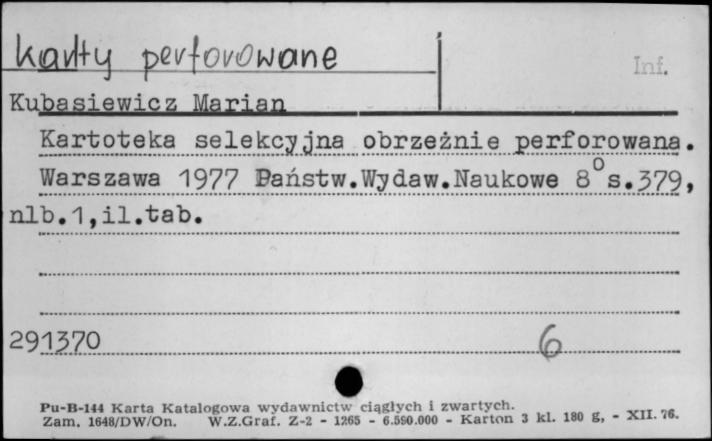 karty perforowane
Inf.
Kubasiewicz Marian
Kartoteka selekcyjna obrzeżnie perforowana.
Warszawa 1977 Państw.Wydaw.Naukowe 8° s.379,
nlb.1,il.tab.
291370 6
Pu-B-144 Karta Katalogowa wydawnictw ciągłych i zwartych.
Zam. 1648/DW/On. W.Z.Graf. Z-2 - 1265 - 6.590.000 - Karton 3 kl. 180 g, - XII. 76.